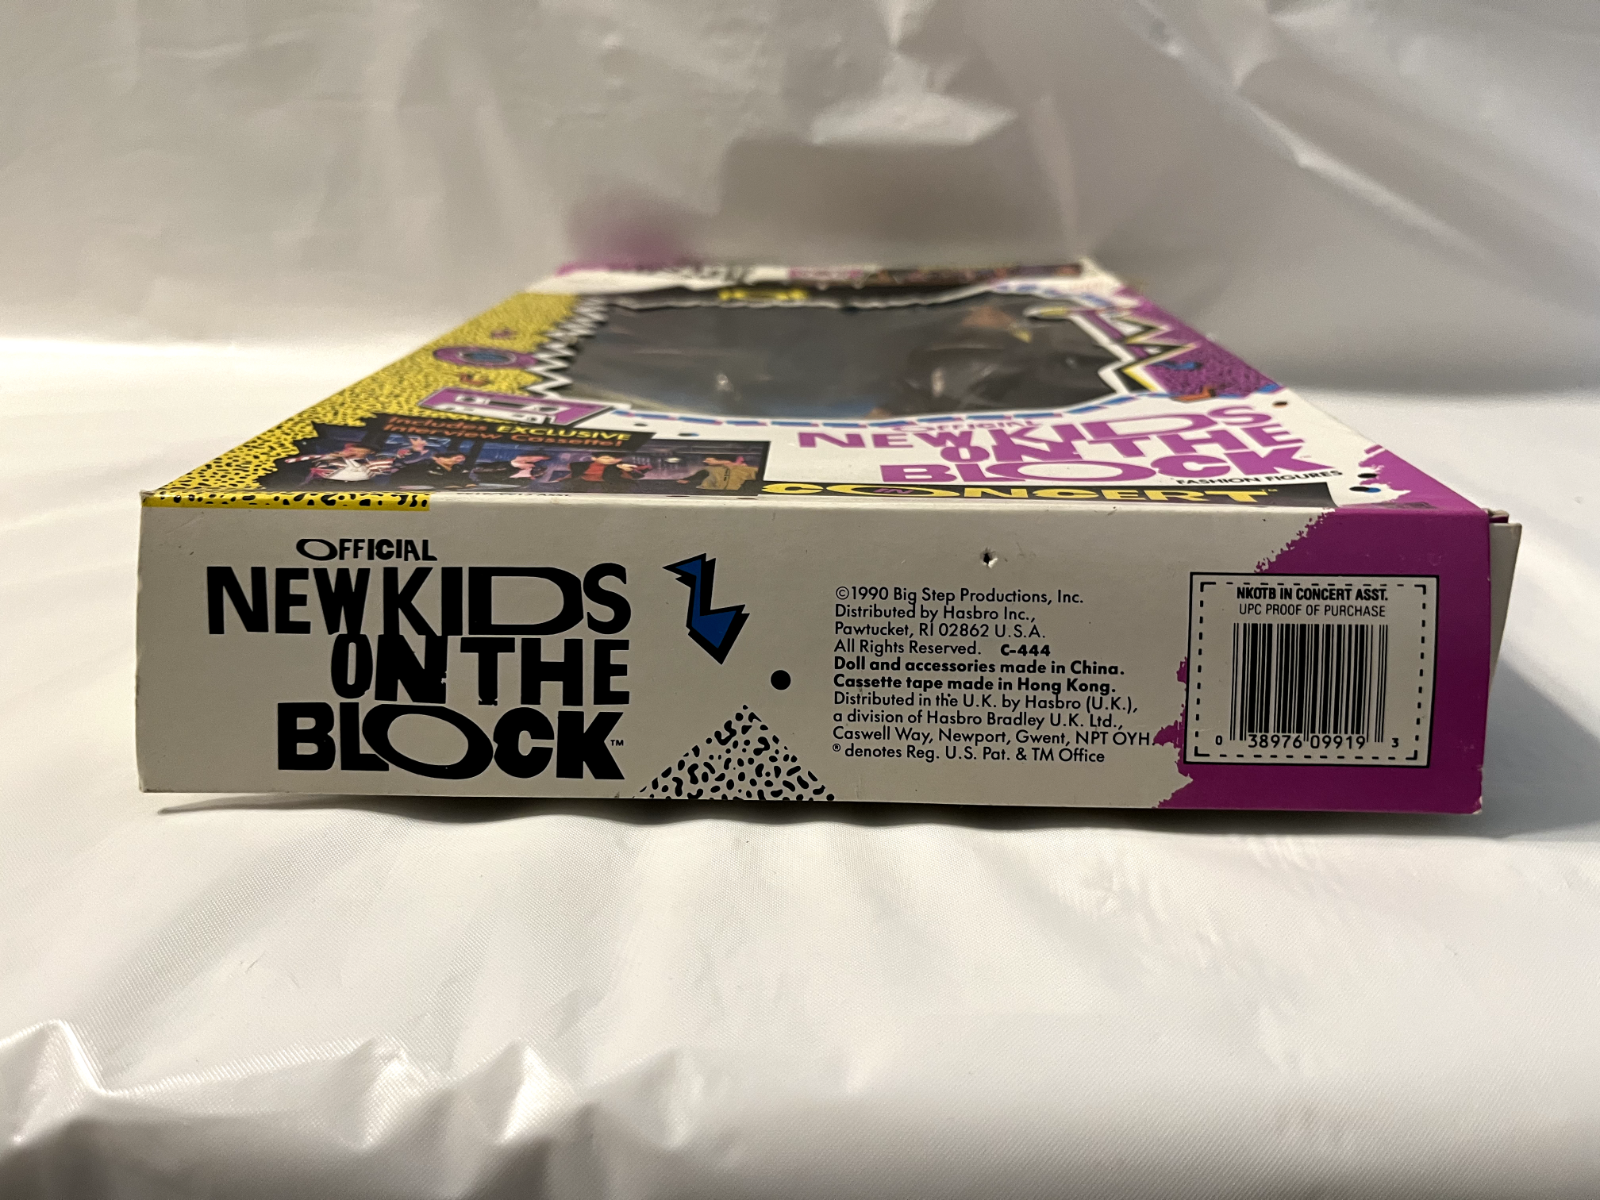 Includes EXCLUSIVE
Interview Cassette!
OFFICIAL
NEW KIDS
ON THE
BLOCK
FASHION FIGURES
IN CONCERT™
OFFICIAL
NEW KIDS
ON THE
BLOCK™
©1990 Big Step Productions, Inc.
Distributed by Hasbro Inc.,
Pawtucket, RI 02862 U.S.A.
All Rights Reserved. C-444
Doll and accessories made in China.
Cassette tape made in Hong Kong.
Distributed in the U.K. by Hasbro (U.K.),
a division of Hasbro Bradley U.K. Ltd.,
Caswell Way, Newport, Gwent, NPT OYH.
® denotes Reg. U.S. Pat. & TM Office
NKOTB IN CONCERT ASST.
UPC PROOF OF PURCHASE
0 38976 09919 3